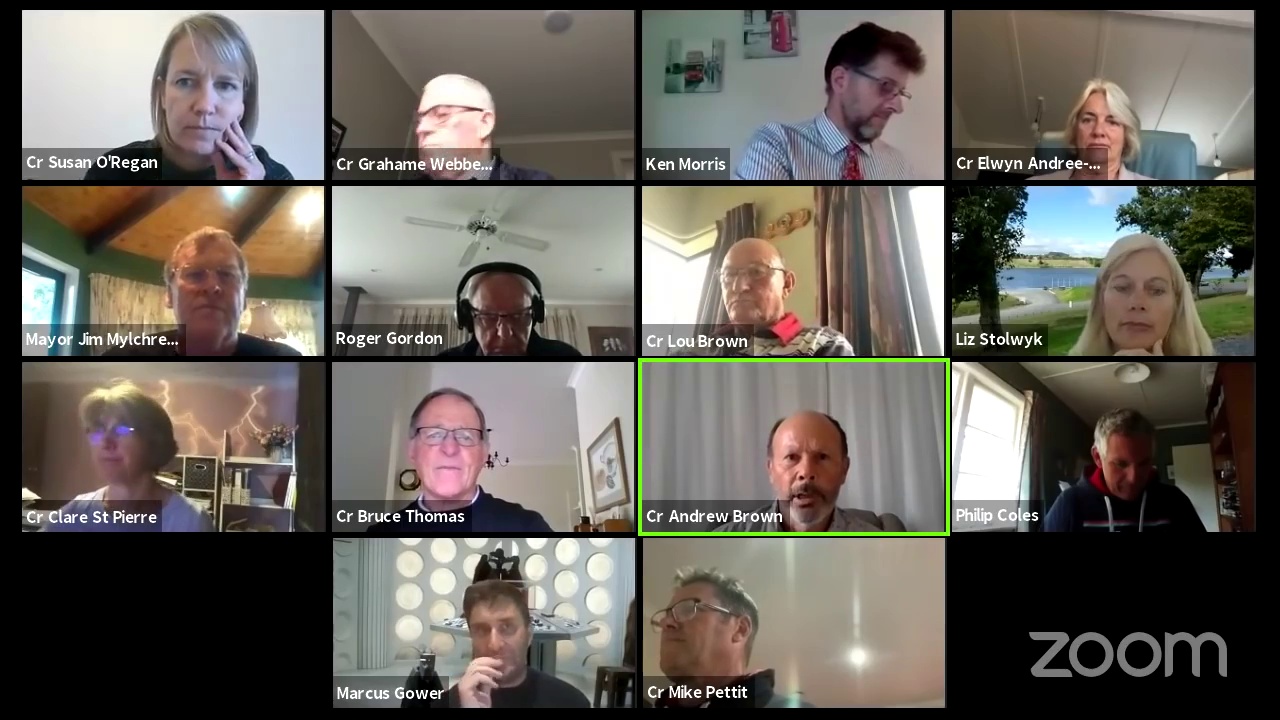 Cr Susan O'Regan
Cr Grahame Webbe...
Ken Morris
Cr Elwyn Andree-...
Mayor Jim Mylchre...
Roger Gordon
Cr Lou Brown
Liz Stolwyk
Cr Clare St Pierre
Cr Bruce Thomas
Cr Andrew Brown
Philip Coles
Marcus Gower
Cr Mike Pettit
zoom